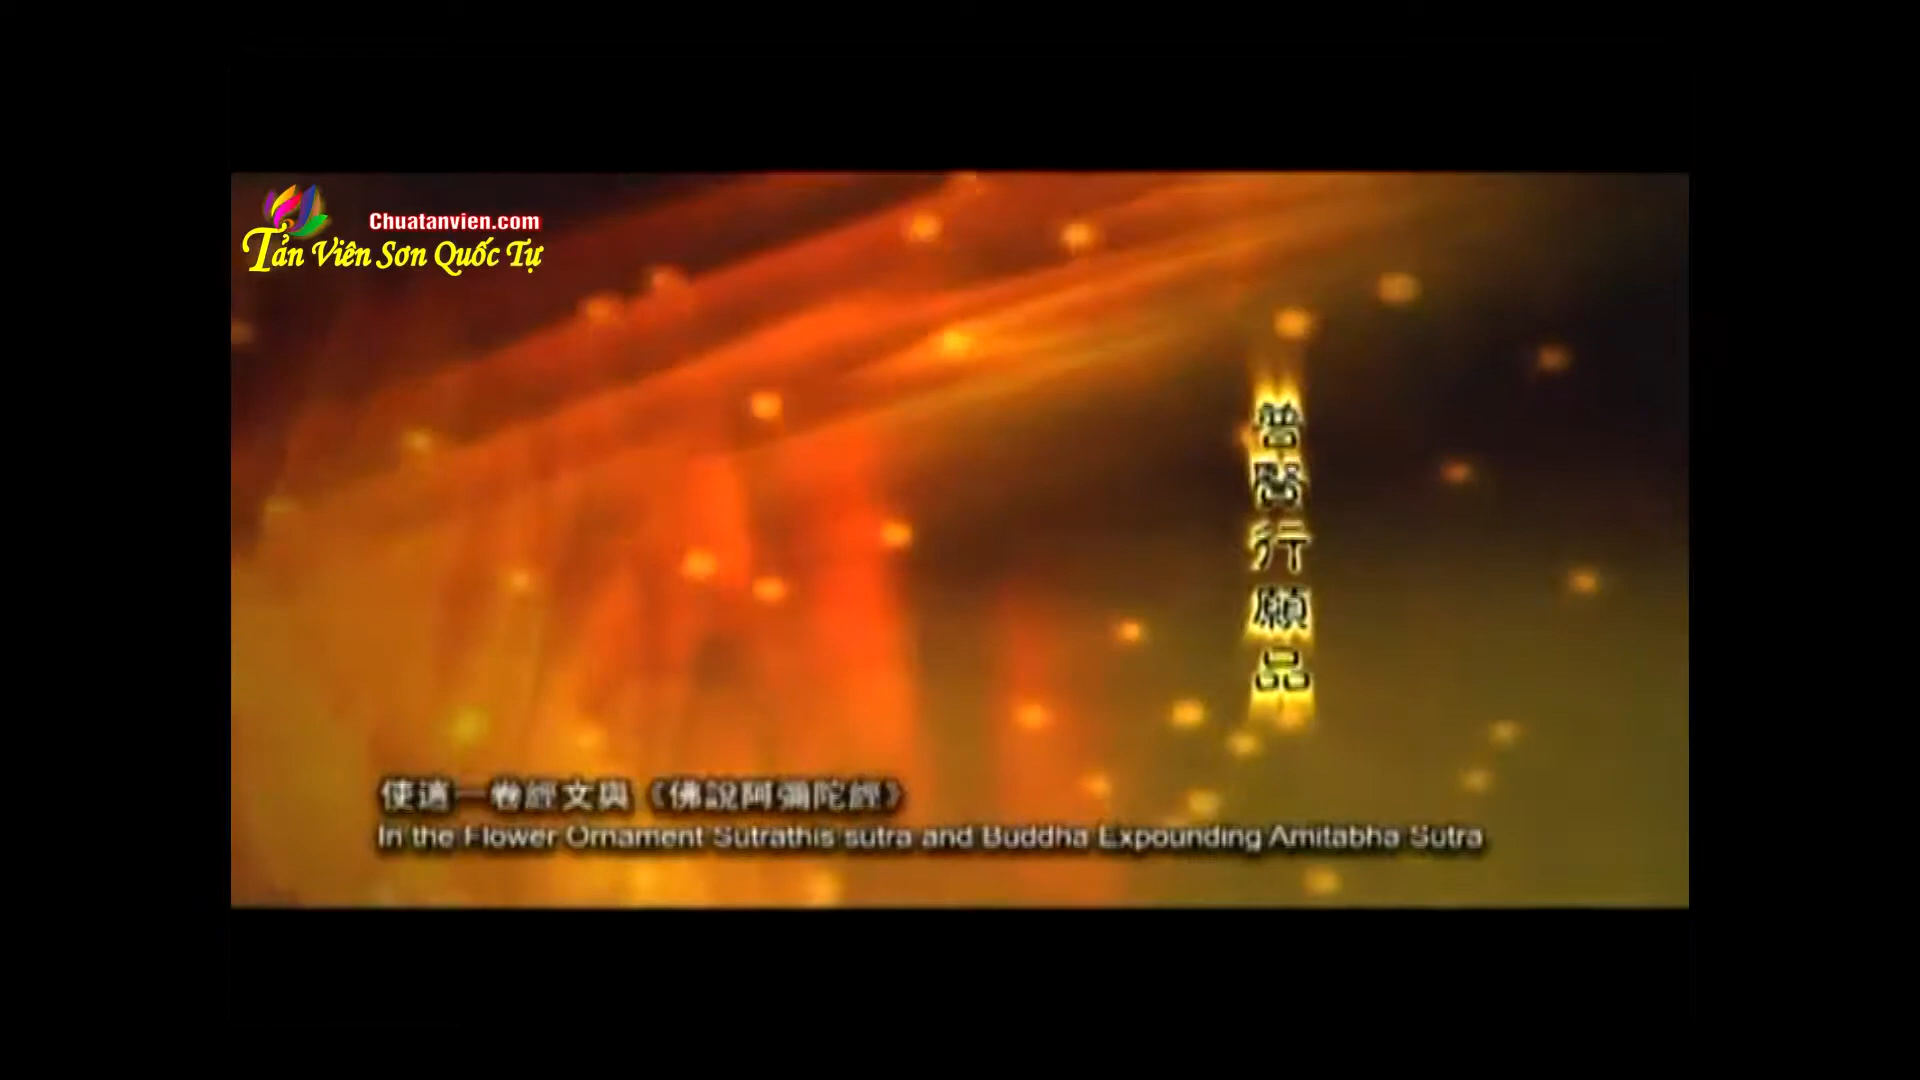 Chuatanvien.com
Tản Viên Sơn Quốc Tự
普賢行願品
使這一卷經文與《佛說阿彌陀經》
In the Flower Ornament Sutrathis sutra and Buddha Expounding Amitabha Sutra